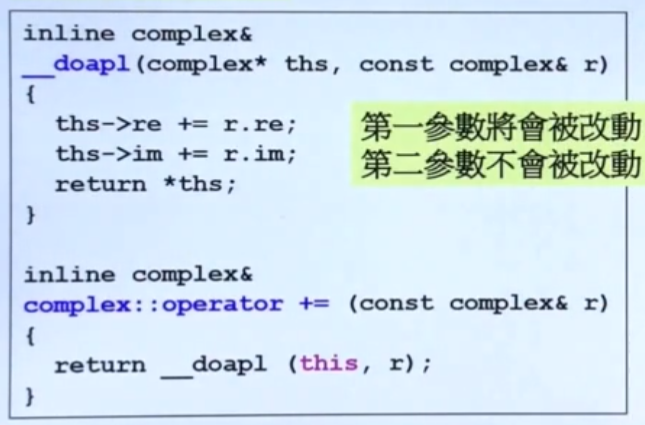 inline complex&
__doapl(complex* ths, const complex& r)
{
  ths->re += r.re;
  ths->im += r.im;
  return *ths;
}
第一參數將會被改動
第二參數不會被改動
inline complex&
complex::operator += (const complex& r)
{
  return __doapl (this, r);
}